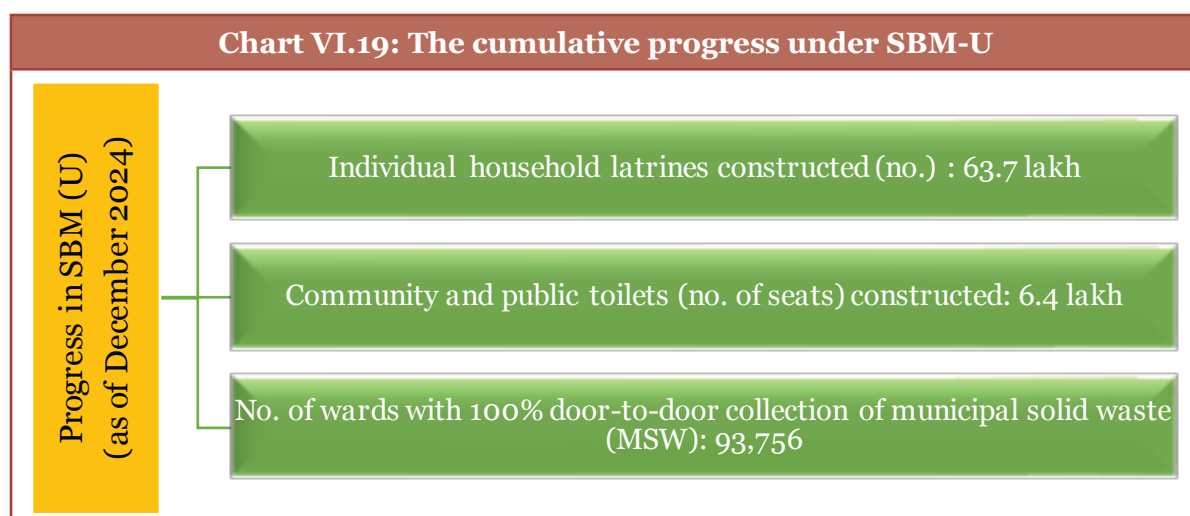 Chart VI.19: The cumulative progress under SBM-U
Progress in SBM (U)
(as of December 2024)
Individual household latrines constructed (no.) : 63.7 lakh
Community and public toilets (no. of seats) constructed: 6.4 lakh
No. of wards with 100% door-to-door collection of municipal solid waste
(MSW): 93,756